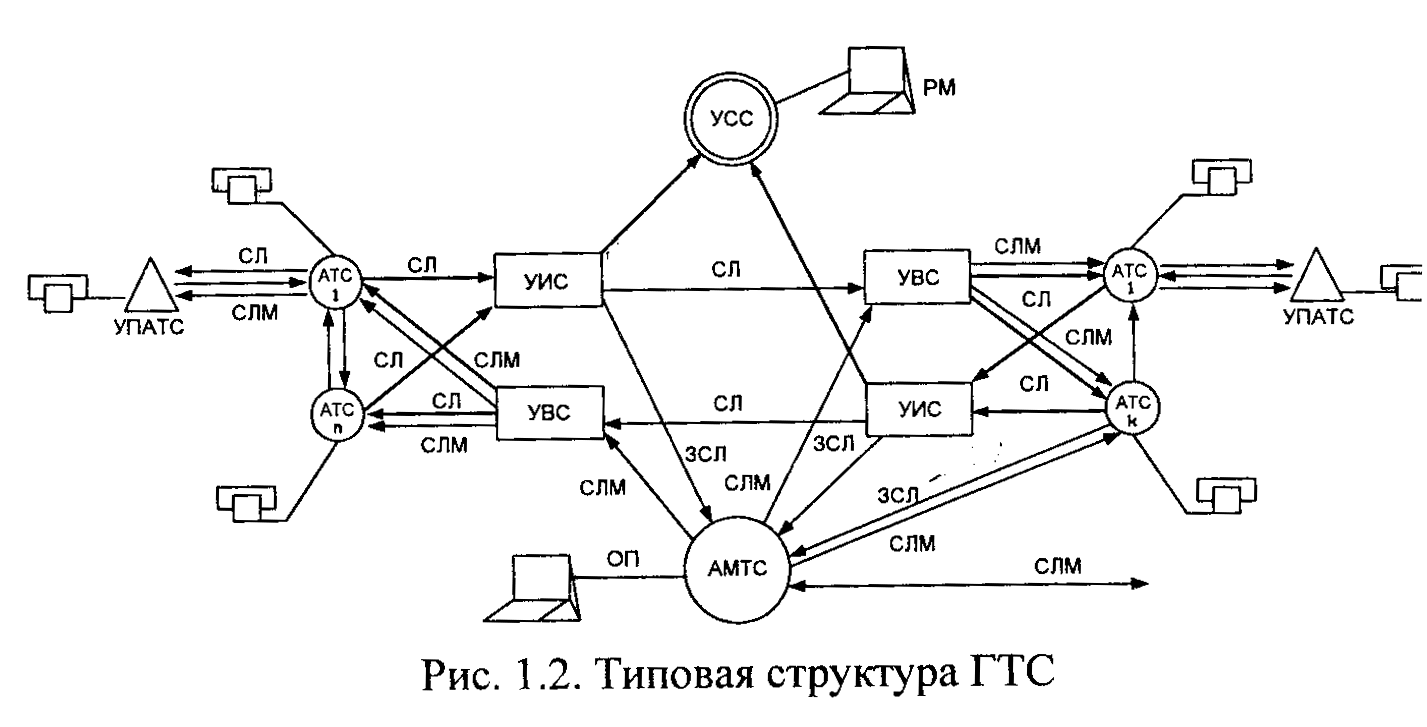 РМ
УСС
СЛ
АТС
1
СЛ
УИС
СЛ
УВС
СЛМ
АТС
1
УПАТС
СЛМ
СЛ
УПАТС
СЛ
СЛМ
СЛМ
АТС
n
СЛ
СЛМ
УВС
СЛ
УИС
СЛ
АТС
k
ЗСЛ
ЗСЛ
СЛМ
СЛМ
ЗСЛ
СЛМ
ОП
АМТС
СЛМ
Рис. 1.2. Типовая структура ГТС